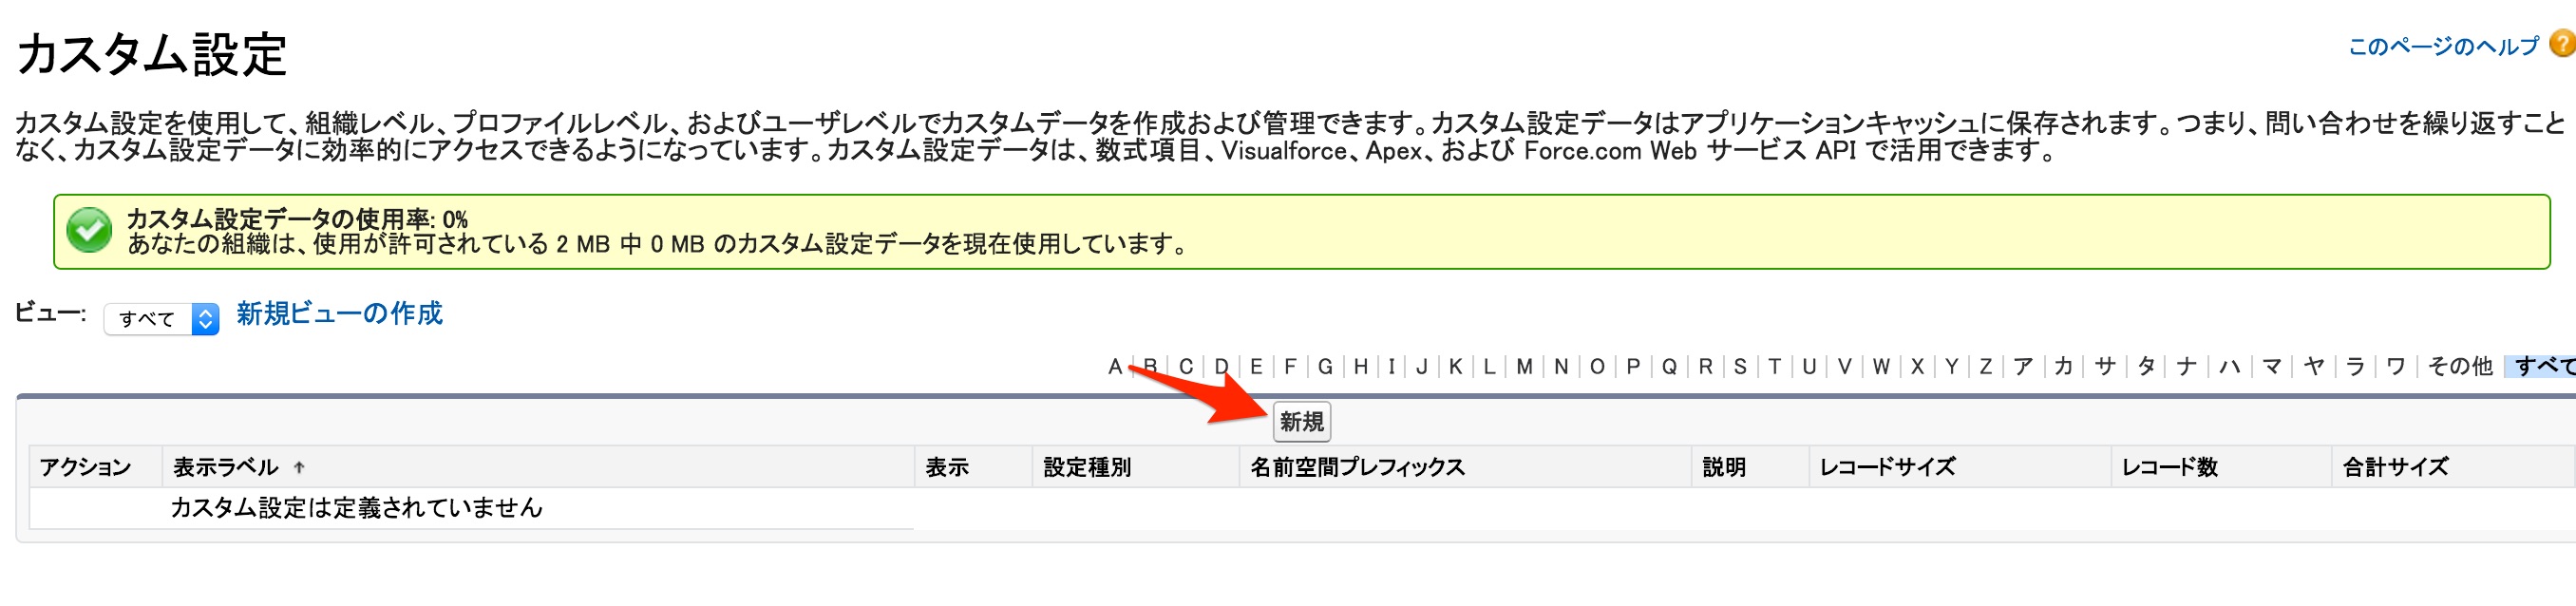 カスタム設定
このページのヘルプ ?
カスタム設定を使用して、組織レベル、プロファイルレベル、およびユーザレベルでカスタムデータを作成および管理できます。カスタム設定データはアプリケーションキャッシュに保存されます。つまり、問い合わせを繰り返すこと
なく、カスタム設定データに効率的にアクセスできるようになっています。カスタム設定データは、数式項目、Visualforce、Apex、および Force.com Web サービス API で活用できます。
カスタム設定データの使用率: 0%
あなたの組織は、使用が許可されている 2 MB 中 0 MB のカスタム設定データを現在使用しています。
ビュー: すべて 新規ビューの作成
A | B | C | D | E | F | G | H | I | J | K | L | M | N | O | P | Q | R | S | T | U | V | W | X | Y | Z | ア | カ | サ | タ | ナ | ハ | マ | ヤ | ラ | ワ | その他 | すべて
新規
アクション 表示ラベル ↑ 表示 設定種別 名前空間プレフィックス 説明 レコードサイズ レコード数 合計サイズ
カスタム設定は定義されていません